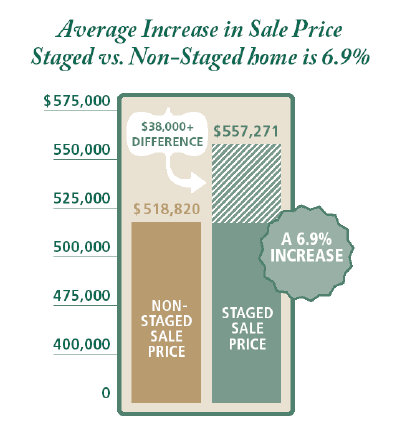 Average Increase in Sale Price
Staged vs. Non-Staged home is 6.9%
$575,000
550,000
525,000
500,000
475,000
400,000
0
$38,000+
DIFFERENCE
$557,271
$518,820
A 6.9%
INCREASE
NON-
STAGED
SALE
PRICE
STAGED
SALE
PRICE